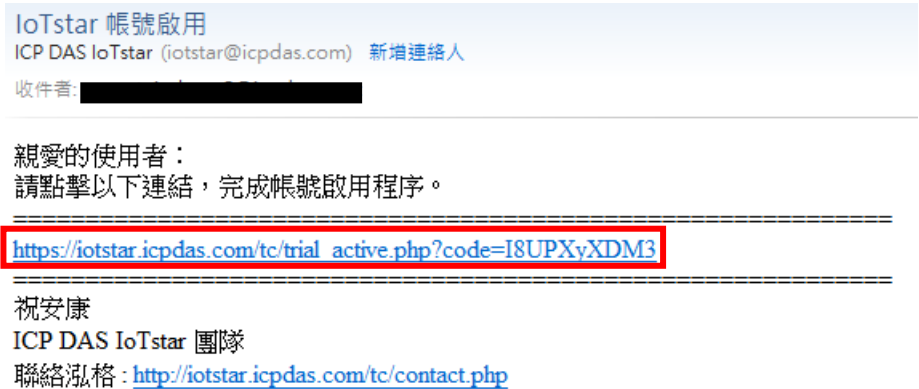 IoTstar 帳號啟用
ICP DAS IoTstar (iotstar@icpdas.com) 新增連絡人
收件者:
親愛的使用者：
請點擊以下連結，完成帳號啟用程序。
================================================================
https://iotstar.icpdas.com/tc/trial_active.php?code=I8UPXyXDM3
================================================================
祝安康
ICP DAS IoTstar 團隊
聯絡泓格 : http://iotstar.icpdas.com/tc/contact.php